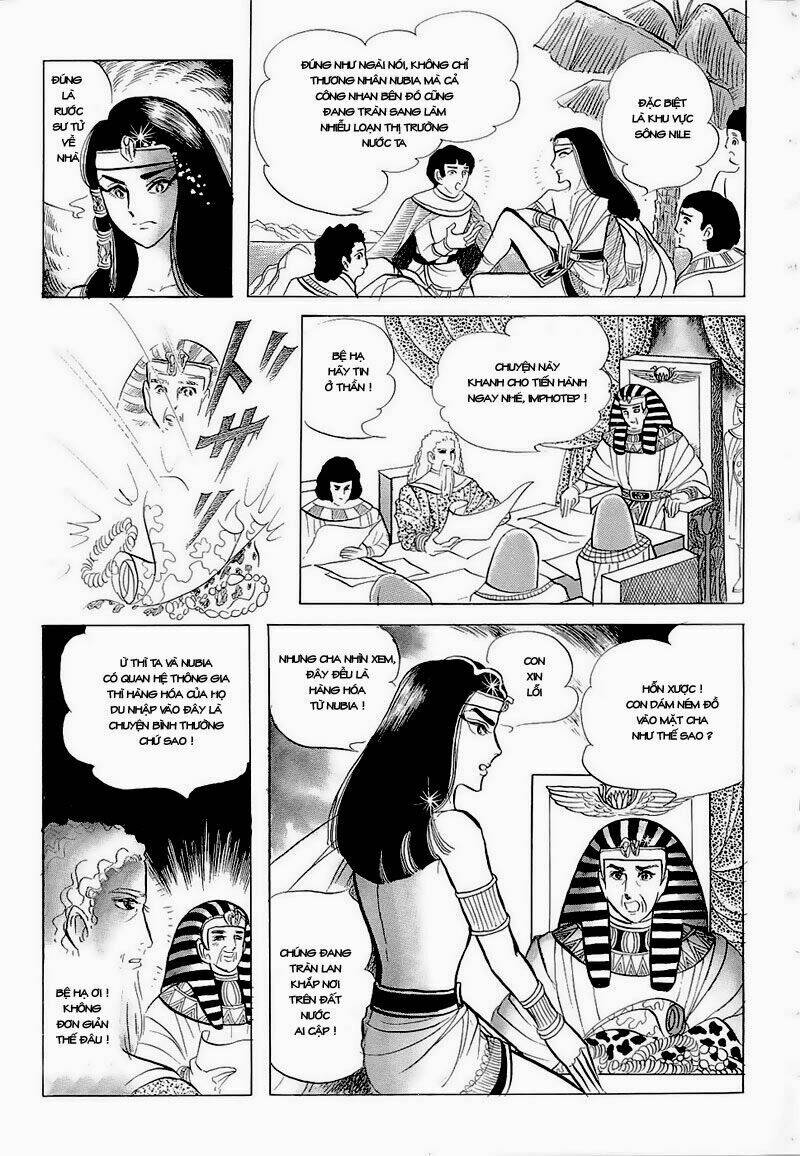 ĐÚNG NHƯ NGÀI NÓI, KHÔNG CHỈ
THƯƠNG NHÂN NUBIA MÀ CẢ
CÔNG NHAN BÊN ĐÓ CŨNG
ĐANG TRÀN SANG LÀM
NHIỄU LOẠN THỊ TRƯỜNG
NƯỚC TA
ĐẶC BIỆT
LÀ KHU VỰC
SÔNG NILE
ĐÚNG
LÀ
RƯỚC
SƯ TỬ
VỀ
NHÀ
BỆ HẠ
HÃY TIN
Ở THẦN !
CHUYỆN NÀY
KHANH CHO TIẾN HÀNH
NGAY NHÉ, IMPHOTEP !
ドサッ
HỖN XƯỢC !
CON DÁM NÉM ĐỒ
VÀO MẶT CHA
NHƯ THẾ SAO ?
CON
XIN
LỖI
NHƯNG CHA NHÌN XEM,
ĐÂY ĐỀU LÀ
HÀNG HÓA
TỪ NUBIA !
CHÚNG ĐANG
TRÀN LAN
KHẮP NƠI
TRÊN ĐẤT
NƯỚC
AI CẬP !
Ừ THÌ TA VÀ NUBIA
CÓ QUAN HỆ THÔNG GIA
THÌ HÀNG HÓA CỦA HỌ
DU NHẬP VÀO ĐÂY LÀ
CHUYỆN BÌNH THƯỜNG
CHỨ SAO !
BỆ HẠ ƠI !
KHÔNG
ĐƠN GIẢN
THẾ ĐÂU !